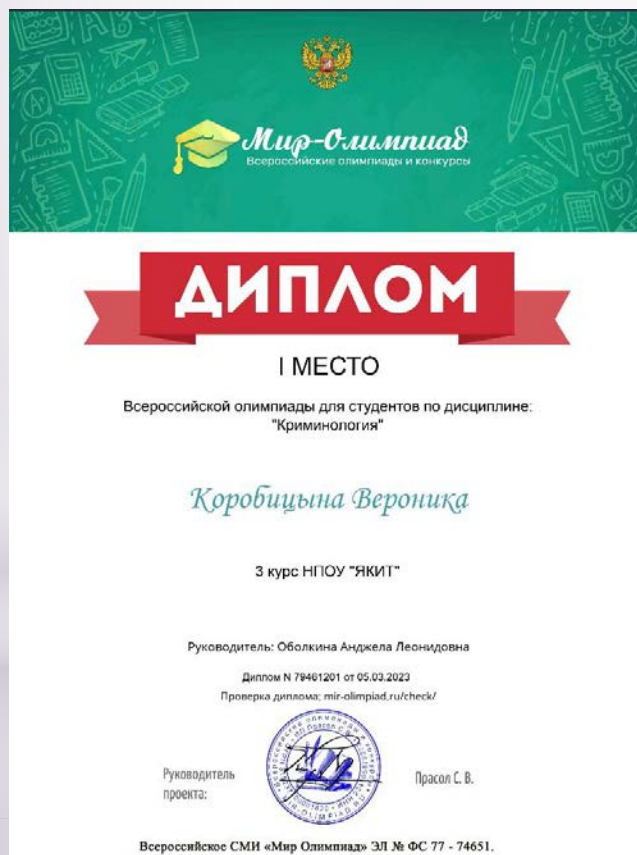 Мир-Олимпиад
Всероссийские олимпиады и конкурсы
ДИПЛОМ
I МЕСТО
Всероссийской олимпиады для студентов по дисциплине:
"Криминология"
Коробицына Вероника
3 курс НПОУ "ЯКИТ"
Руководитель: Оболкина Анджела Леонидовна
Диплом N 79461201 от 05.03.2023
Проверка диплома: mir-olimpiad.ru/check/
Руководитель
проекта:
Прасол С. В.
Всероссийское СМИ «Мир Олимпиад» ЭЛ № ФС 77 - 74651.